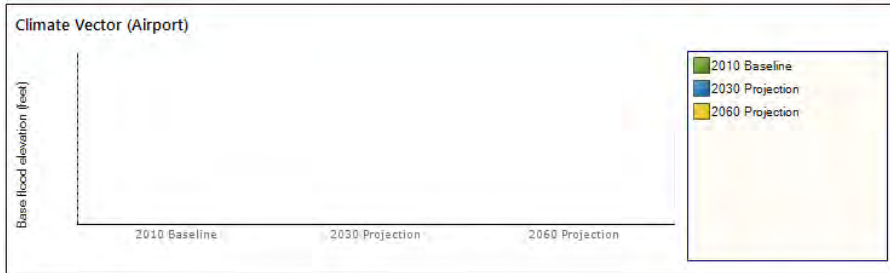 Climate Vector (Airport)
Base flood elevation (feet)
2010 Baseline
2030 Projection
2060 Projection
2010 Baseline
2030 Projection
2060 Projection